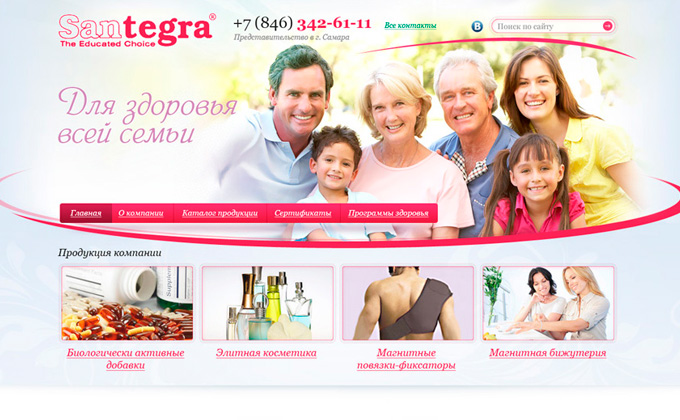 Santegra®
The Educated Choice
+7 (846) 342-61-11
Представительство в г. Самара
Все контакты
В
Поиск по сайту
Для здоровья
всей семьи
Главная
О компании
Каталог продукции
Сертификаты
Программы здоровья
Продукция компании
Биологически активные
добавки
Элитная косметика
Магнитные
повязки-фиксаторы
Магнитная бижутерия